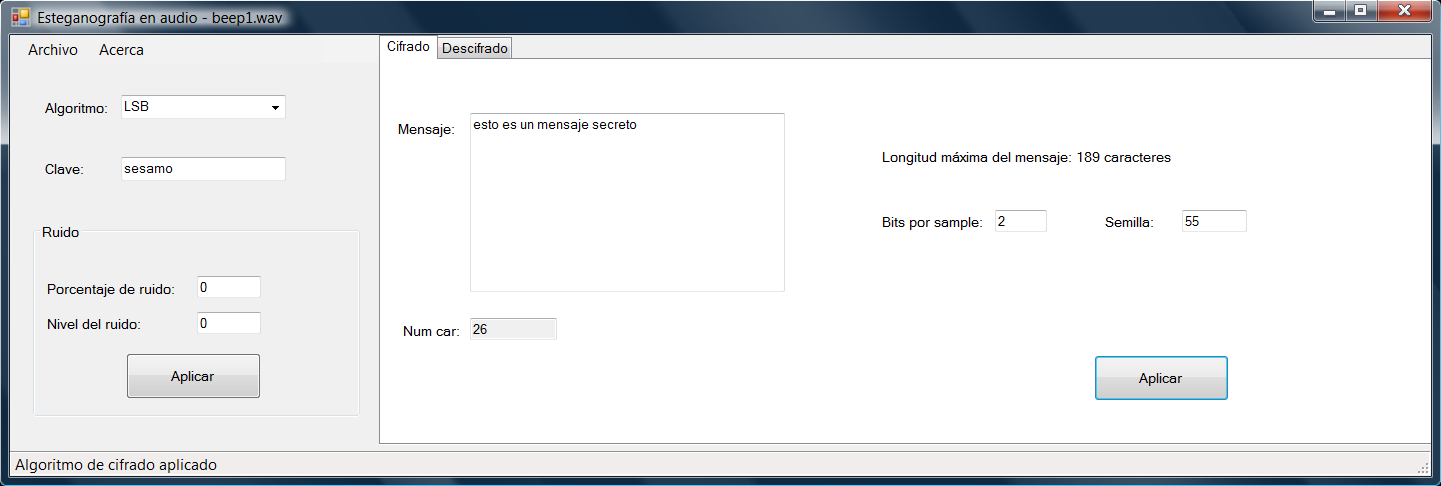 Esteganografía en audio - beep1.wav
Archivo Acerca
Cifrado Descifrado
Algoritmo: LSB
Clave: sesamo
Ruido
Porcentaje de ruido: 0
Nivel del ruido: 0
Aplicar
Mensaje: esto es un mensaje secreto
Num car: 26
Longitud máxima del mensaje: 189 caracteres
Bits por sample: 2 Semilla: 55
Aplicar
Algoritmo de cifrado aplicado